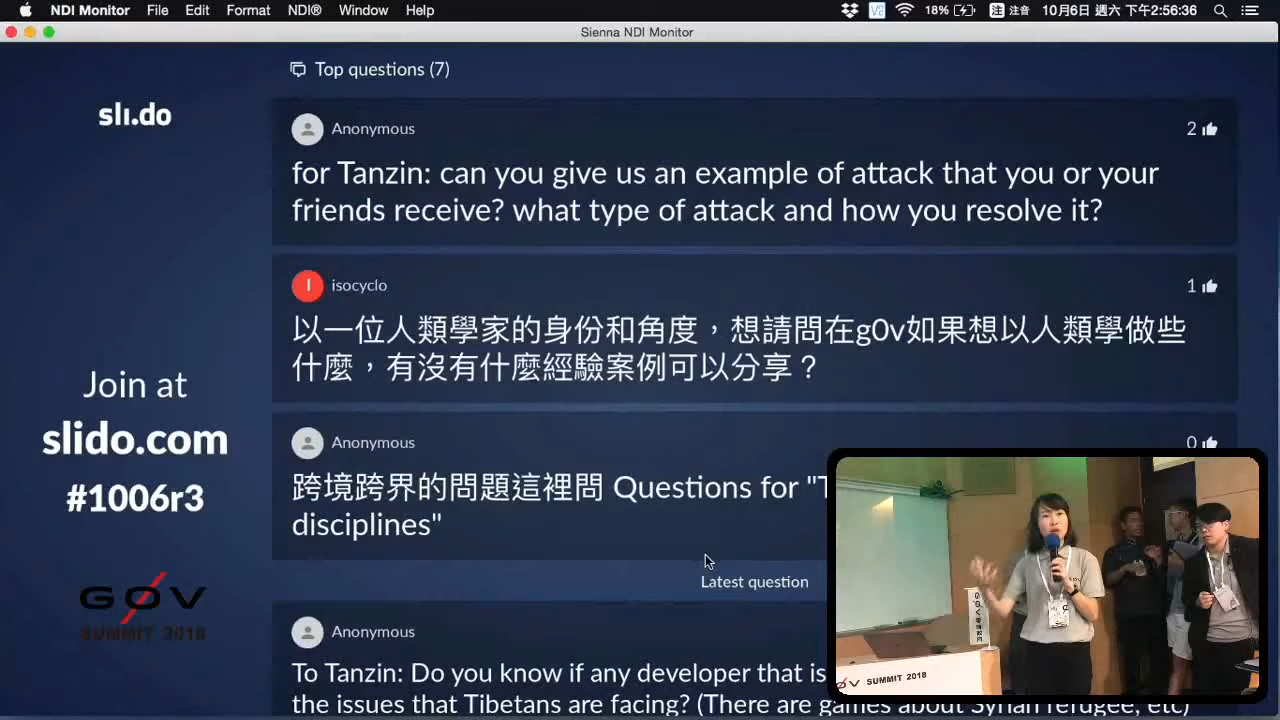 NDI Monitor File Edit Format NDI® Window Help 18% 注 注音 10月6日 週六 下午2:56:36
Sienna NDI Monitor
Top questions (7)
sli.do
Anonymous 2
for Tanzin: can you give us an example of attack that you or your
friends receive? what type of attack and how you resolve it?
I isocyclo 1
以一位人類學家的身份和角度，想請問在g0v如果想以人類學做些
什麼，有沒有什麼經驗案例可以分享？
Join at
slido.com
#1006r3
Anonymous 0
跨境跨界的問題這裡問 Questions for "T
disciplines"
Latest question
GØV
SUMMIT 2018
Anonymous
To Tanzin: Do you know if any developer that is
the issues that Tibetans are facing? (There are games about Syrian refugee, etc)
GØV SUMMIT 2018